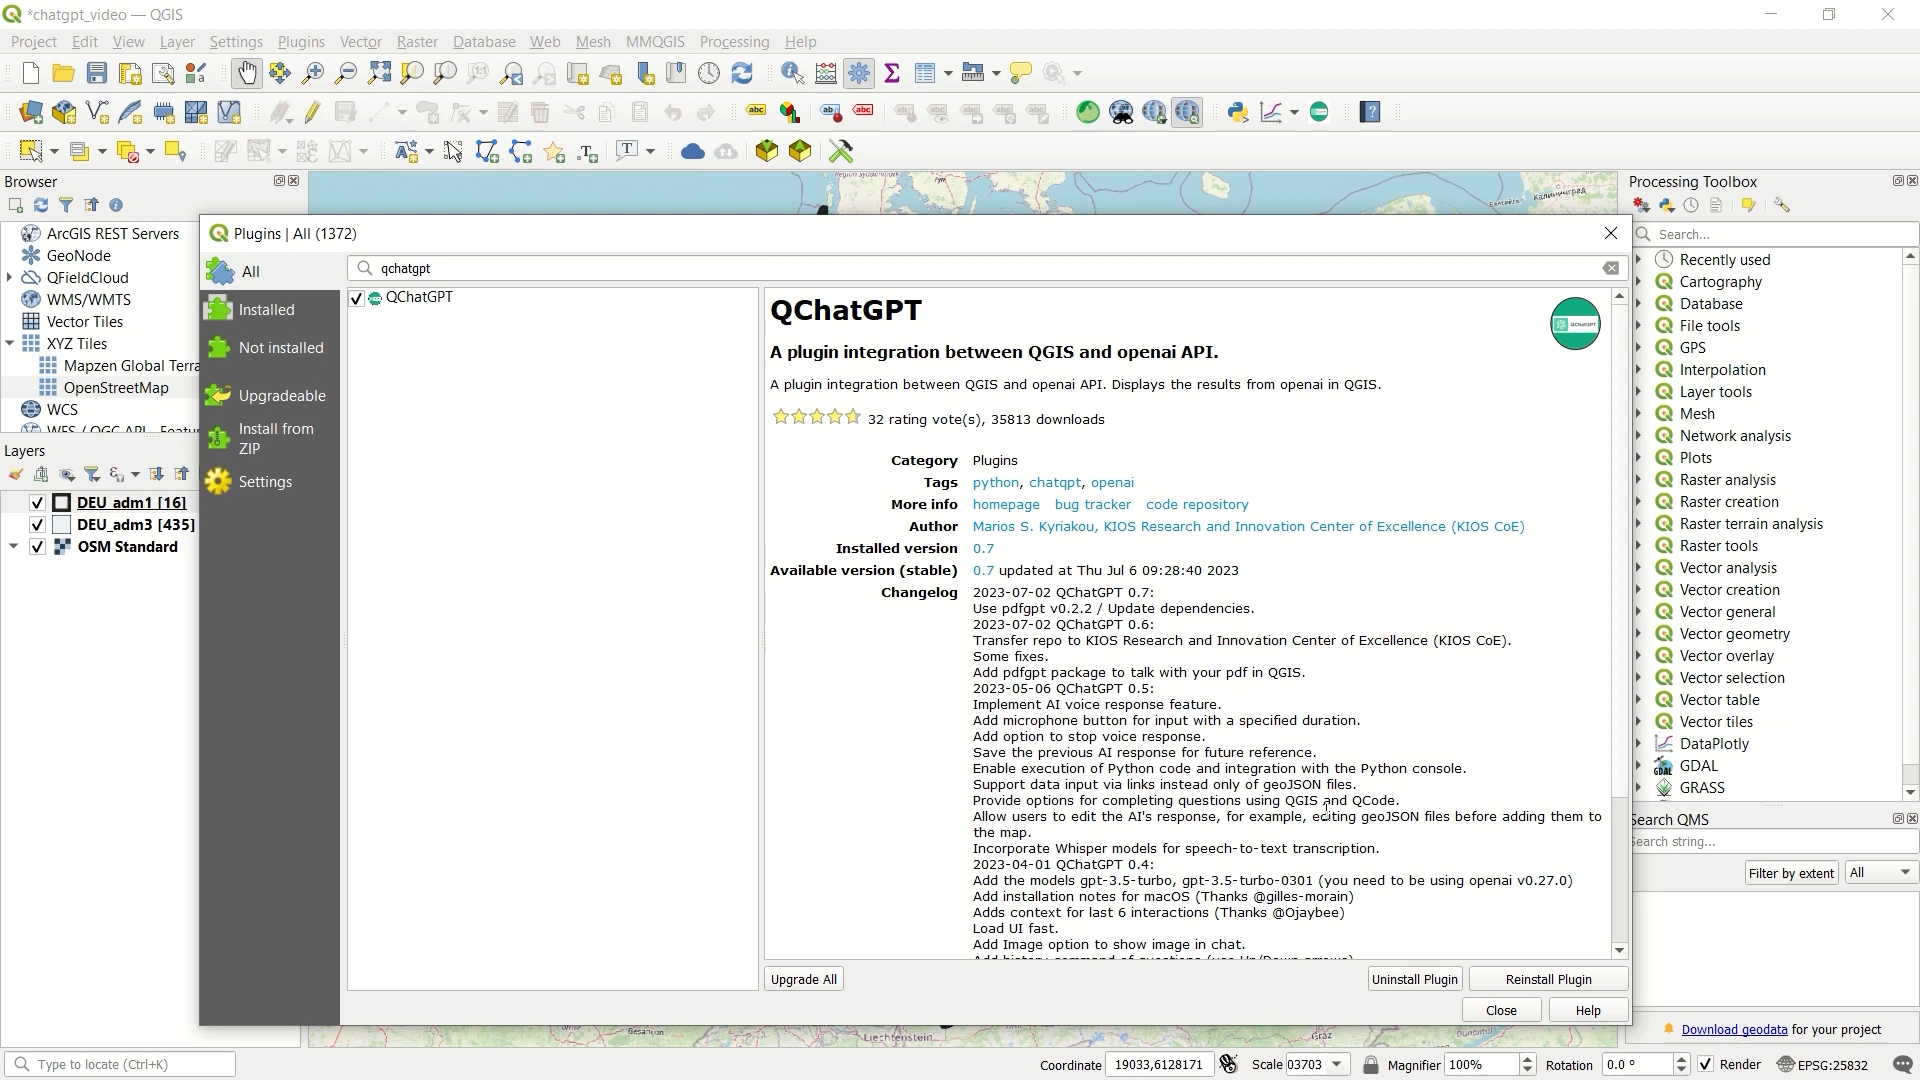 *chatgpt_video — QGIS
Project Edit View Layer Settings Plugins Vector Raster Database Web Mesh MMQGIS Processing Help
Browser
ArcGIS REST Servers
GeoNode
QFieldCloud
WMS/WMTS
Vector Tiles
XYZ Tiles
Mapzen Global Terra
OpenStreetMap
WCS
Layers
DEU_adm1 [16]
DEU_adm3 [435]
OSM Standard
Plugins | All (1372)
All
Installed
Not installed
Upgradeable
Install from
ZIP
Settings
qchatgpt
QChatGPT
QChatGPT
QChatGPT
A plugin integration between QGIS and openai API.
A plugin integration between QGIS and openai API. Displays the results from openai in QGIS.
32 rating vote(s), 35813 downloads
Category Plugins
Tags python, chatgpt, openai
More info homepage bug tracker code repository
Author Marios S. Kyriakou, KIOS Research and Innovation Center of Excellence (KIOS CoE)
Installed version 0.7
Available version (stable) 0.7 updated at Thu Jul 6 09:28:40 2023
Changelog 2023-07-02 QChatGPT 0.7:
Use pdfgpt v0.2.2 / Update dependencies.
2023-07-02 QChatGPT 0.6:
Transfer repo to KIOS Research and Innovation Center of Excellence (KIOS CoE).
Some fixes.
Add pdfgpt package to talk with your pdf in QGIS.
2023-05-06 QChatGPT 0.5:
Implement AI voice response feature.
Add microphone button for input with a specified duration.
Add option to stop voice response.
Save the previous AI response for future reference.
Enable execution of Python code and integration with the Python console.
Support data input via links instead only of geoJSON files.
Provide options for completing questions using QGIS and QCode.
Allow users to edit the AI's response, for example, editing geoJSON files before adding them to
the map.
Incorporate Whisper models for speech-to-text transcription.
2023-04-01 QChatGPT 0.4:
Add the models gpt-3.5-turbo, gpt-3.5-turbo-0301 (you need to be using openai v0.27.0)
Add installation notes for macOS (Thanks @gilles-morain)
Adds context for last 6 interactions (Thanks @Ojaybee)
Load UI fast.
Add Image option to show image in chat.
Upgrade All
Uninstall Plugin
Reinstall Plugin
Close
Help
Liechtenstein
Graz
Калининград
Processing Toolbox
Search...
Recently used
Cartography
Database
File tools
GPS
Interpolation
Layer tools
Mesh
Network analysis
Plots
Raster analysis
Raster creation
Raster terrain analysis
Raster tools
Vector analysis
Vector creation
Vector general
Vector geometry
Vector overlay
Vector selection
Vector table
Vector tiles
DataPlotly
GDAL
GRASS
Search QMS
Search string...
Filter by extent
All
Download geodata for your project
Type to locate (Ctrl+K)
Coordinate 19033,6128171 Scale 03703 Magnifier 100% Rotation 0.0 ° Render EPSG:25832